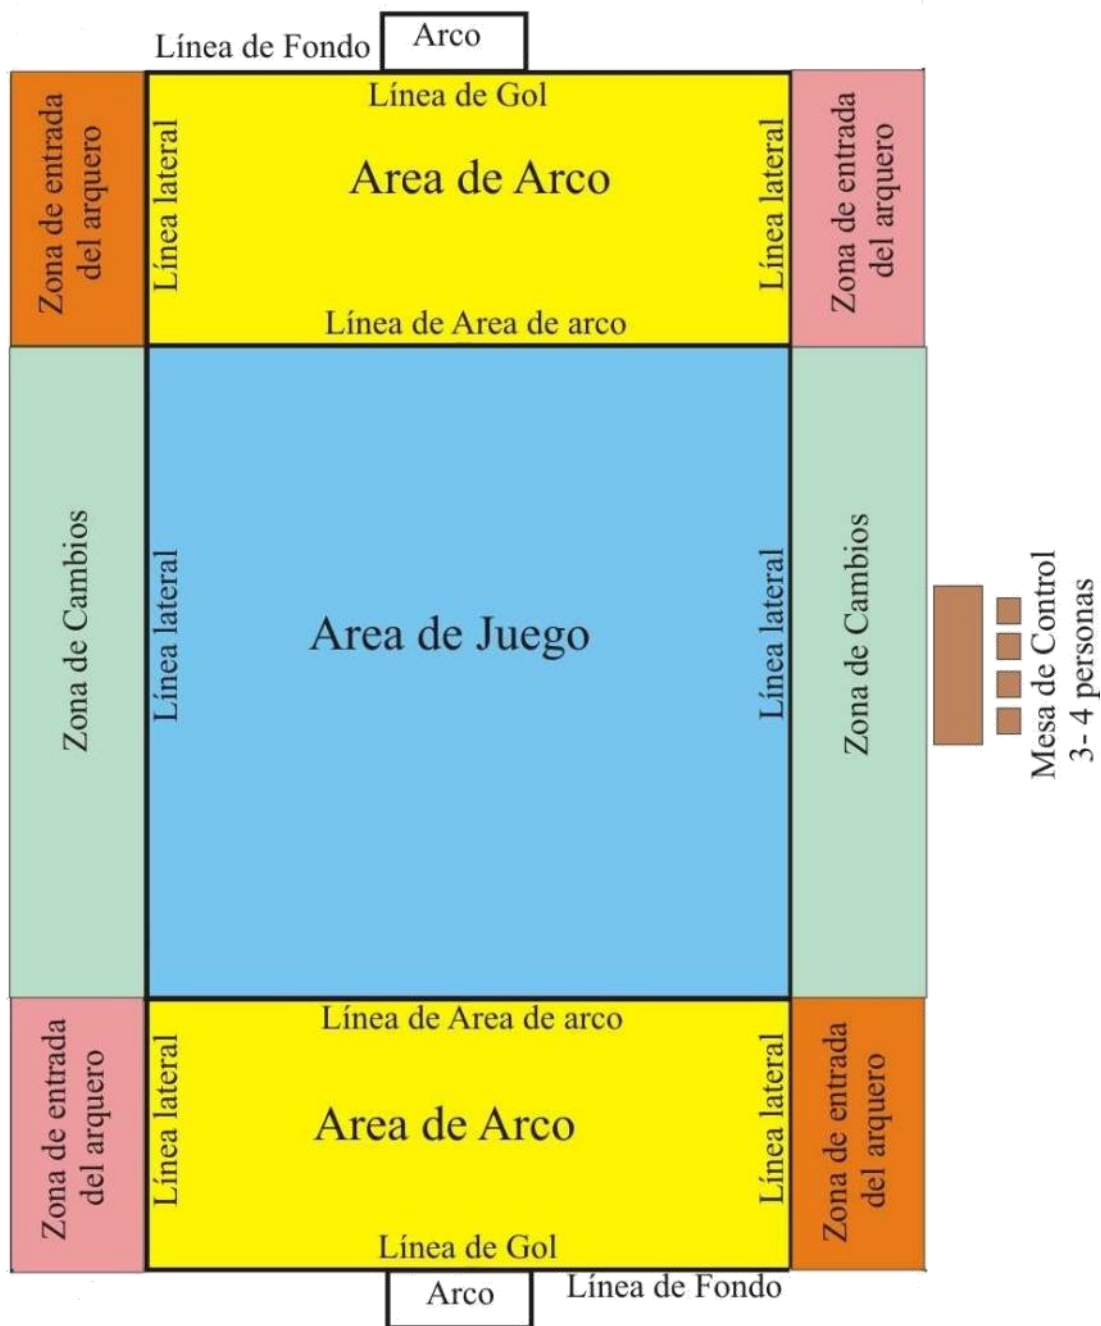 Arco
Línea de Fondo
Línea de Gol
Zona de entrada
del arquero
Línea lateral
Area de Arco
Línea lateral
Zona de entrada
del arquero
Línea de Area de arco
Zona de Cambios
Línea lateral
Area de Juego
Línea lateral
Zona de Cambios
Mesa de Control
3- 4 personas
Línea de Area de arco
Zona de entrada
del arquero
Línea lateral
Area de Arco
Línea lateral
Zona de entrada
del arquero
Línea de Gol
Arco
Línea de Fondo